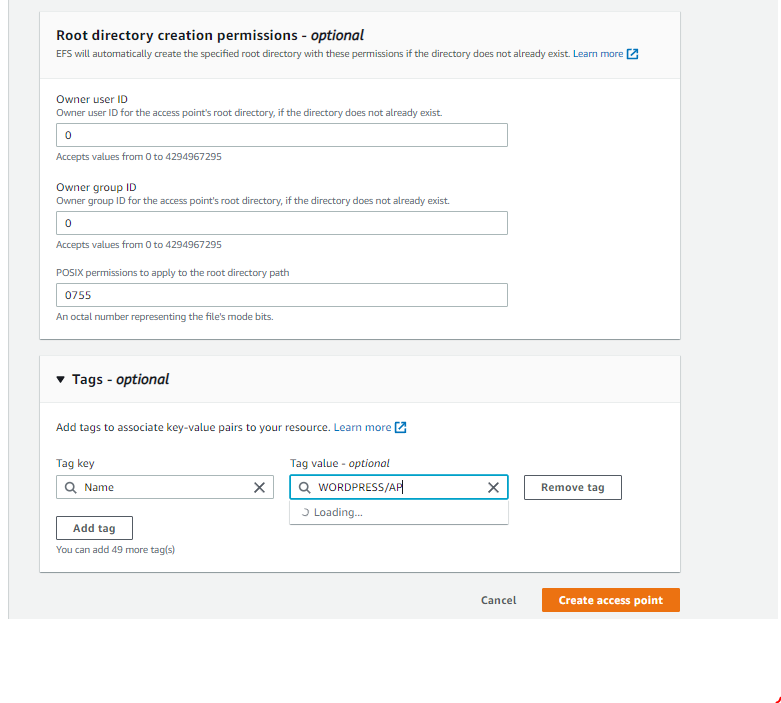 Root directory creation permissions - optional
EFS will automatically create the specified root directory with these permissions if the directory does not already exist. Learn more
Owner user ID
Owner user ID for the access point's root directory, if the directory does not already exist.
0
Accepts values from 0 to 4294967295
Owner group ID
Owner group ID for the access point's root directory, if the directory does not already exist.
0
Accepts values from 0 to 4294967295
POSIX permissions to apply to the root directory path
0755
An octal number representing the file's mode bits.
Tags - optional
Add tags to associate key-value pairs to your resource. Learn more
Tag key
Tag value - optional
Name
WORDPRESS/AP
Remove tag
Loading...
Add tag
You can add 49 more tag(s)
Cancel
Create access point